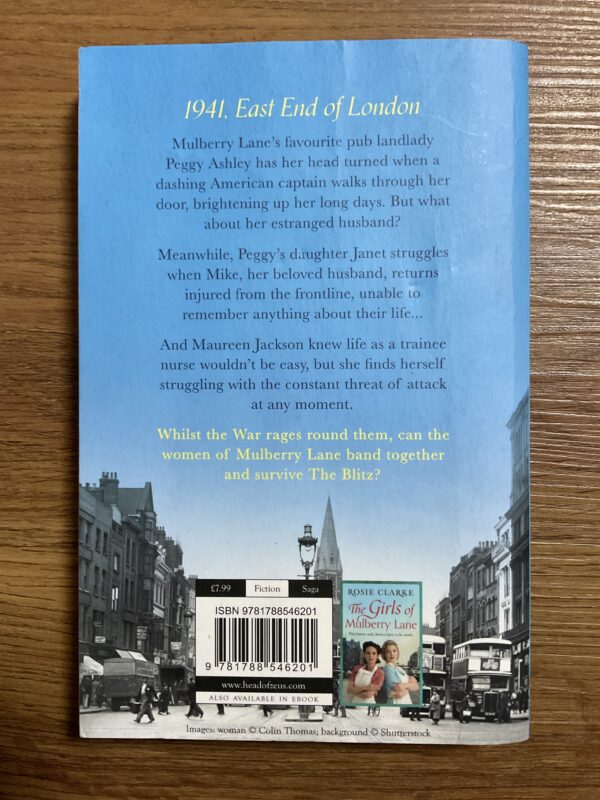 1941, East End of London
Mulberry Lane's favourite pub landlady
Peggy Ashley has her head turned when a
dashing American captain walks through her
door, brightening up her long days. But what
about her estranged husband?
Meanwhile, Peggy's daughter Janet struggles
when Mike, her beloved husband, returns
injured from the frontline, unable to
remember anything about their life...
And Maureen Jackson knew life as a trainee
nurse wouldn't be easy, but she finds herself
struggling with the constant threat of attack
at any moment.
Whilst the War rages round them, can the
women of Mulberry Lane band together
and survive The Blitz?
£7.99 Fiction Saga
ISBN 9781788546201
9 781788 546201
www.headofzeus.com
ALSO AVAILABLE IN EBOOK
ROSIE CLARKE
The Girls of
Mulberry Lane
Images: woman © Colin Thomas; background © Shutterstock